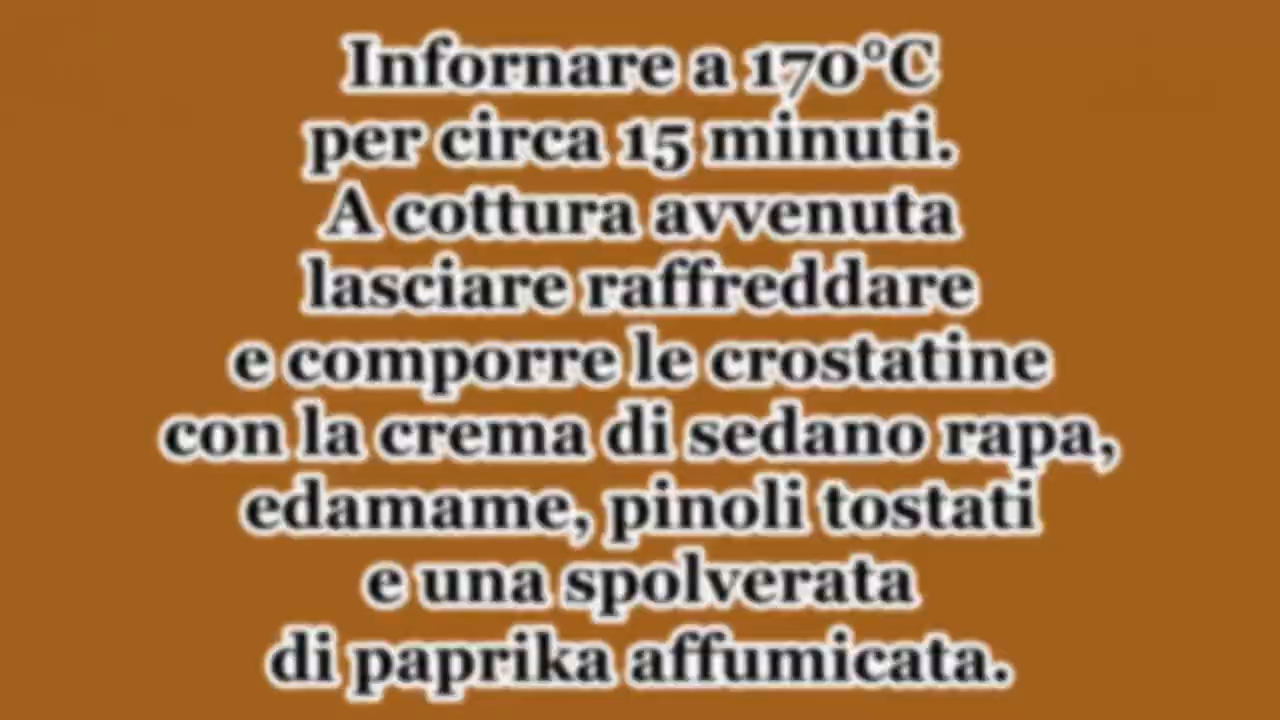 Infornare a 170°C
per circa 15 minuti.
A cottura avvenuta
lasciare raffreddare
e comporre le crostatine
con la crema di sedano rapa,
edamame, pinoli tostati
e una spolverata
di paprika affumicata.